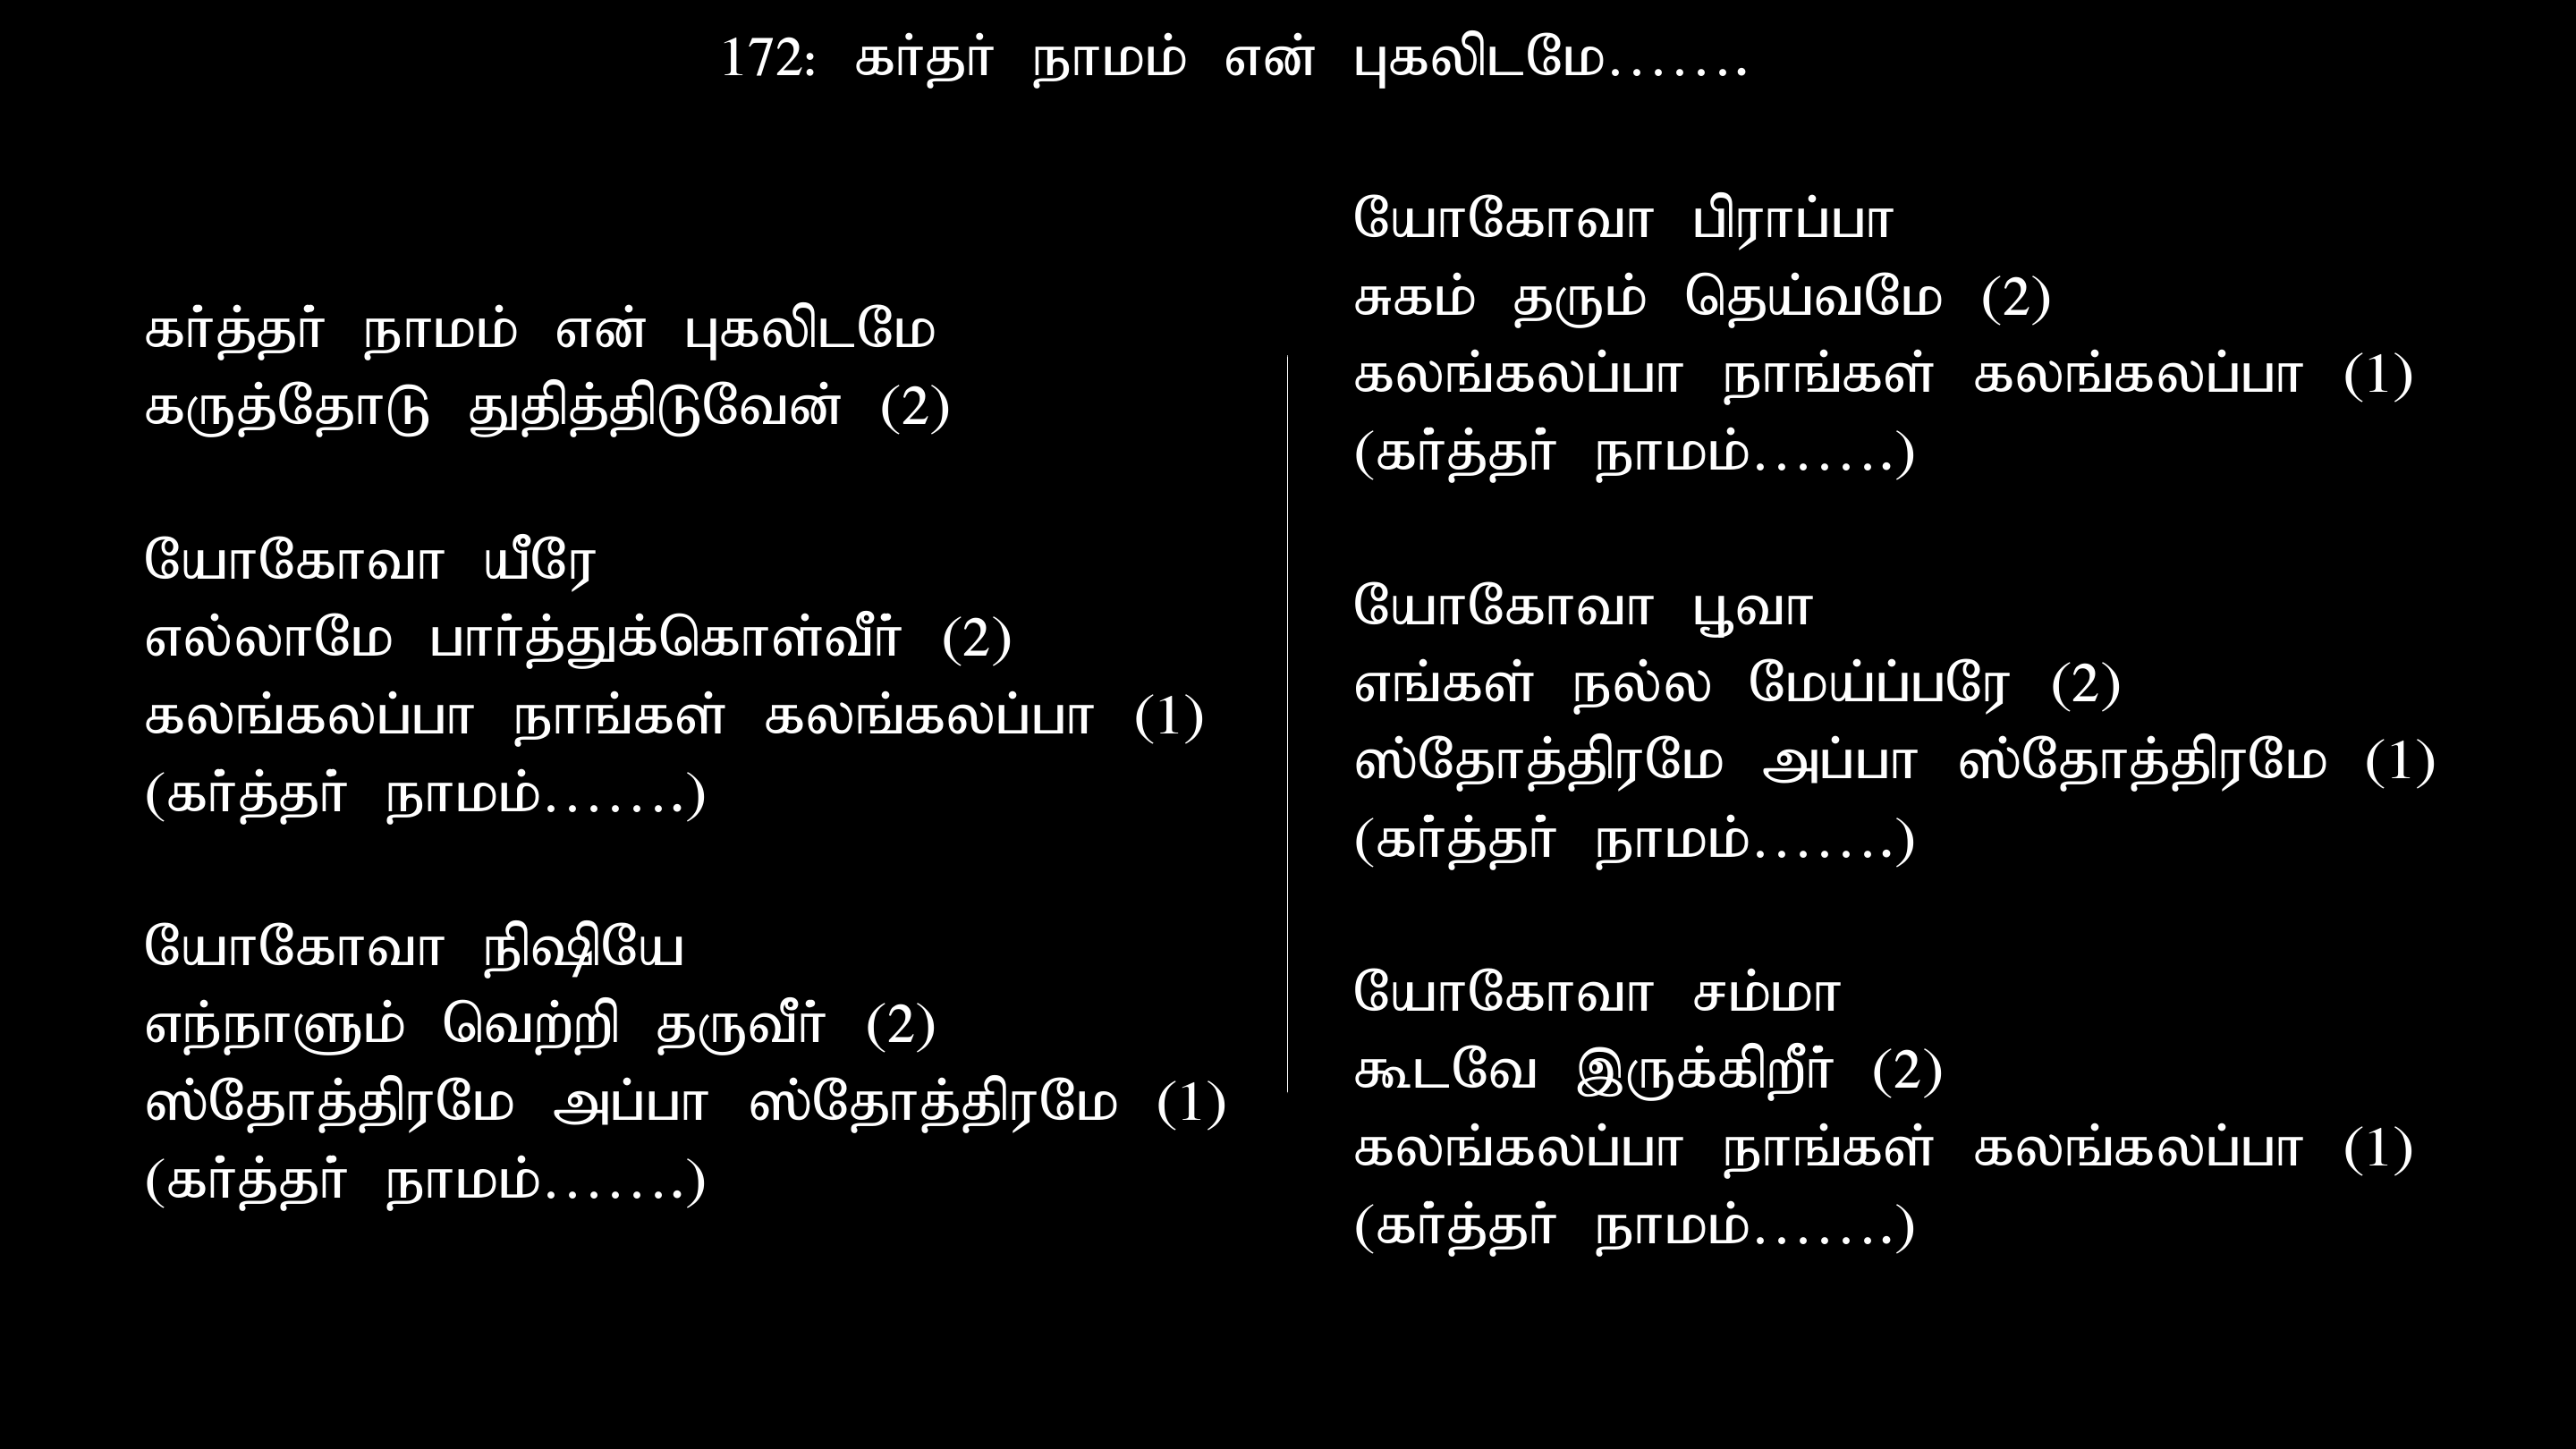 172: கர்தர் நாமம் என் புகலிடமே.......
கர்த்தர் நாமம் என் புகலிடமே
கருத்தோடு துதித்திடுவேன் (2)
யோகோவா யீரே
எல்லாமே பார்த்துக்கொள்வீர் (2)
கலங்கலப்பா நாங்கள் கலங்கலப்பா (1)
(கர்த்தர் நாமம்.......)
யோகோவா நிஷியே
எந்நாளும் வெற்றி தருவீர் (2)
ஸ்தோத்திரமே அப்பா ஸ்தோத்திரமே (1)
(கர்த்தர் நாமம்.......)
யோகோவா பிராப்பா
சுகம் தரும் தெய்வமே (2)
கலங்கலப்பா நாங்கள் கலங்கலப்பா (1)
(கர்த்தர் நாமம்.......)
யோகோவா பூவா
எங்கள் நல்ல மேய்ப்பரே (2)
ஸ்தோத்திரமே அப்பா ஸ்தோத்திரமே (1)
(கர்த்தர் நாமம்.......)
யோகோவா சம்மா
கூடவே இருக்கிறீர் (2)
கலங்கலப்பா நாங்கள் கலங்கலப்பா (1)
(கர்த்தர் நாமம்.......)